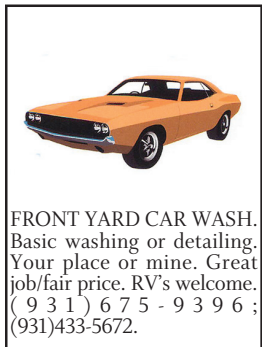 FRONT YARD CAR WASH.
Basic washing or detailing.
Your place or mine. Great
job/fair price. RV's welcome.
(931)675-9396;
(931)433-5672.